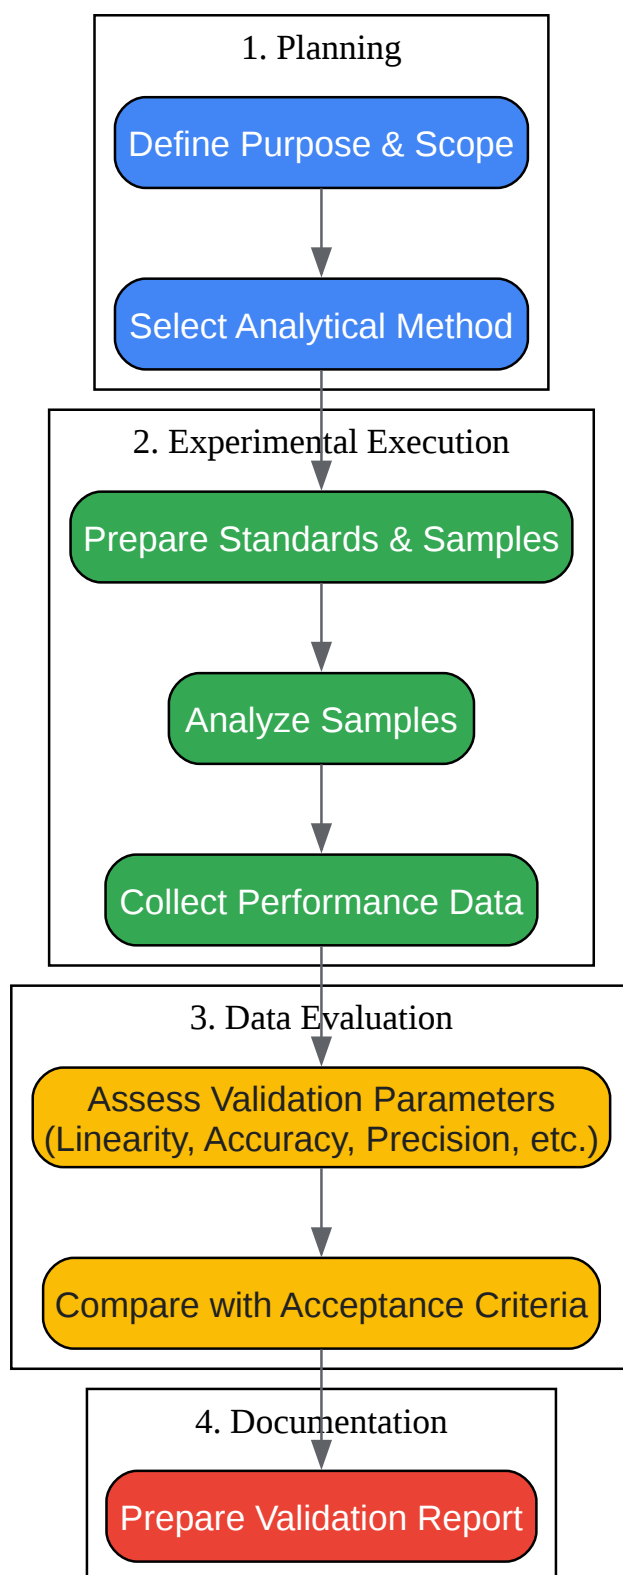 1. Planning
Define Purpose & Scope
Select Analytical Method
2. Experimental Execution
Prepare Standards & Samples
Analyze Samples
Collect Performance Data
3. Data Evaluation
Assess Validation Parameters
(Linearity, Accuracy, Precision, etc.)
Compare with Acceptance Criteria
4. Documentation
Prepare Validation Report